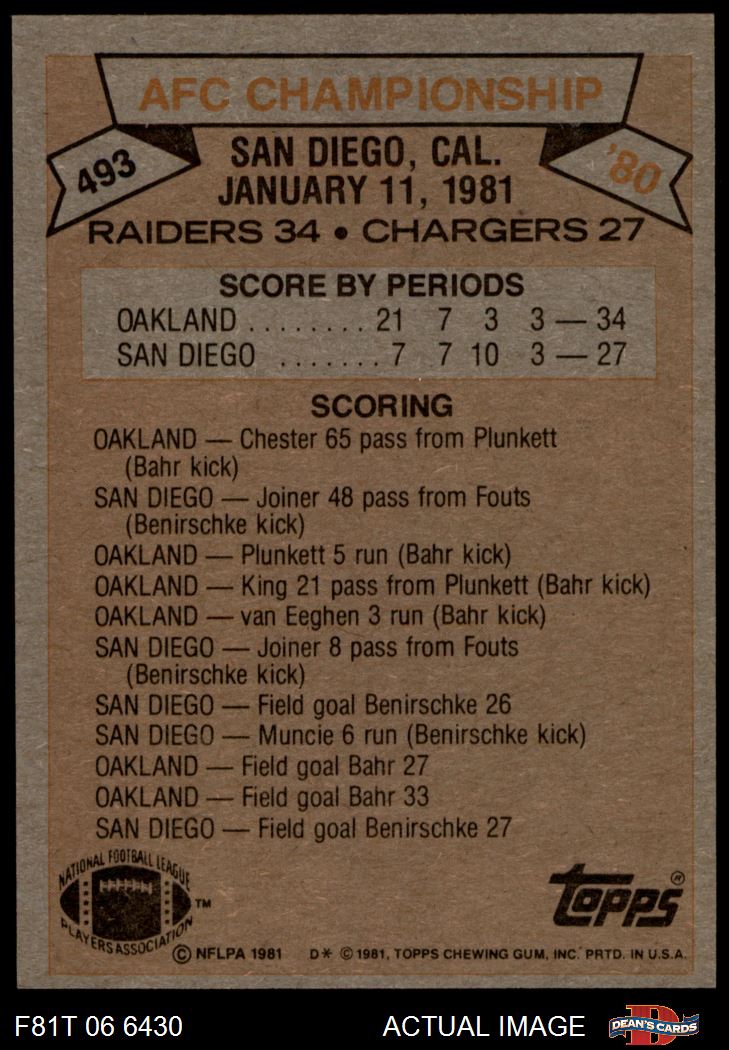 AFC CHAMPIONSHIP
493
'80
SAN DIEGO, CAL.
JANUARY 11, 1981
RAIDERS 34 • CHARGERS 27
SCORE BY PERIODS
OAKLAND ........ 21 7 3 3 — 34
SAN DIEGO ....... 7 7 10 3 — 27
SCORING
OAKLAND — Chester 65 pass from Plunkett
(Bahr kick)
SAN DIEGO — Joiner 48 pass from Fouts
(Benirschke kick)
OAKLAND — Plunkett 5 run (Bahr kick)
OAKLAND — King 21 pass from Plunkett (Bahr kick)
OAKLAND — van Eeghen 3 run (Bahr kick)
SAN DIEGO — Joiner 8 pass from Fouts
(Benirschke kick)
SAN DIEGO — Field goal Benirschke 26
SAN DIEGO — Muncie 6 run (Benirschke kick)
OAKLAND — Field goal Bahr 27
OAKLAND — Field goal Bahr 33
SAN DIEGO — Field goal Benirschke 27
NATIONAL FOOTBALL LEAGUE
PLAYERS ASSOCIATION
™
topps®
© NFLPA 1981 D* © 1981, TOPPS CHEWING GUM, INC. PRTD. IN U.S.A.
F81T 06 6430 ACTUAL IMAGE
D
DEAN'S CARDS